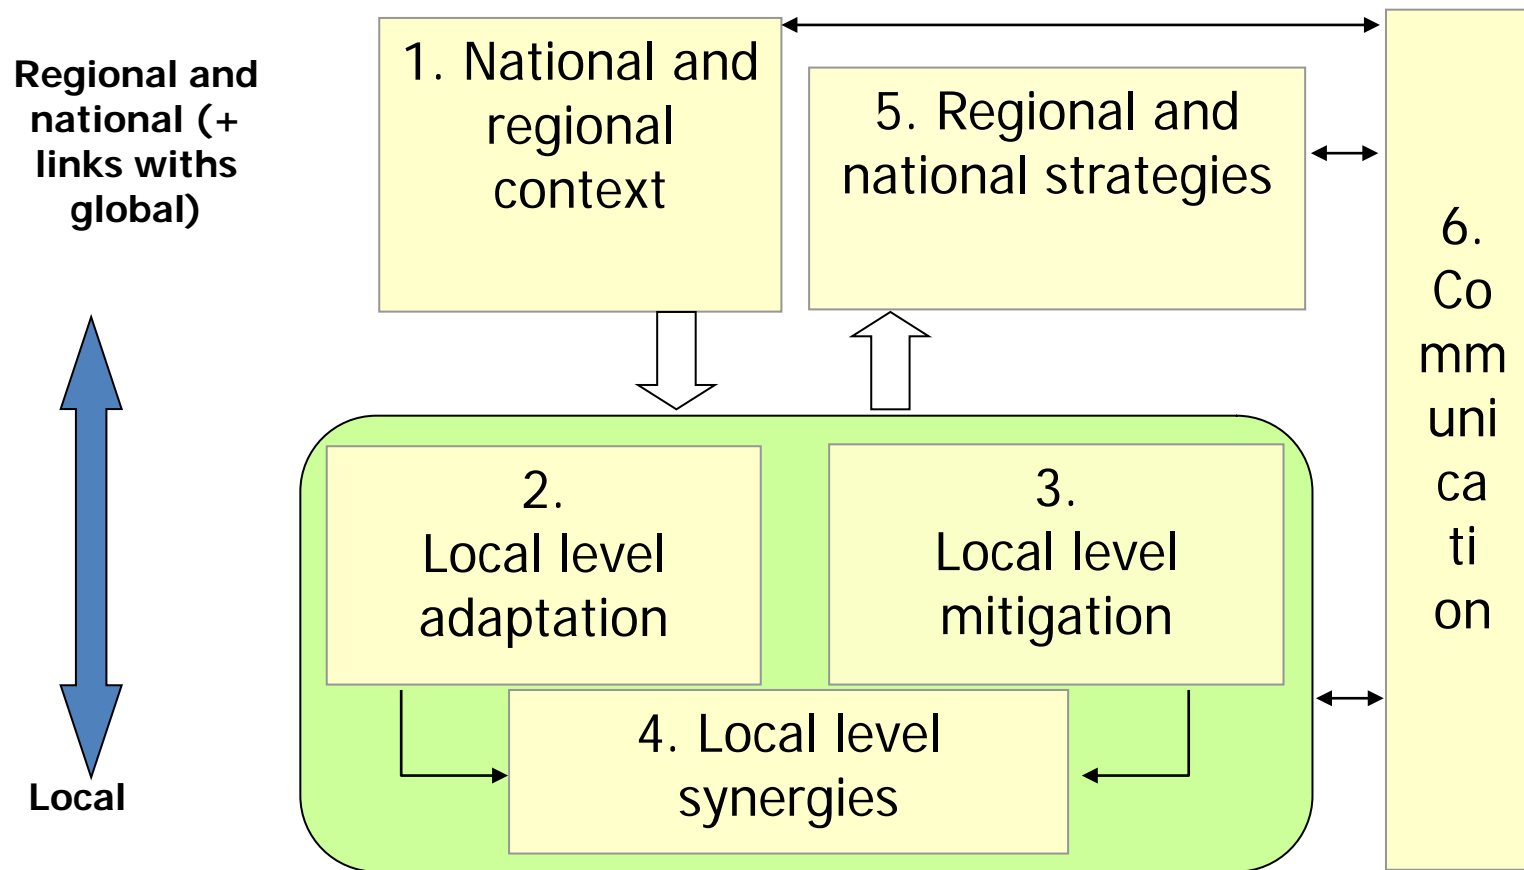 Regional and
national (+
links withs
global)
Local
1. National and
regional
context
5. Regional and
national strategies
2.
Local level
adaptation
3.
Local level
mitigation
4. Local level
synergies
6.
Co
mm
uni
ca
ti
on